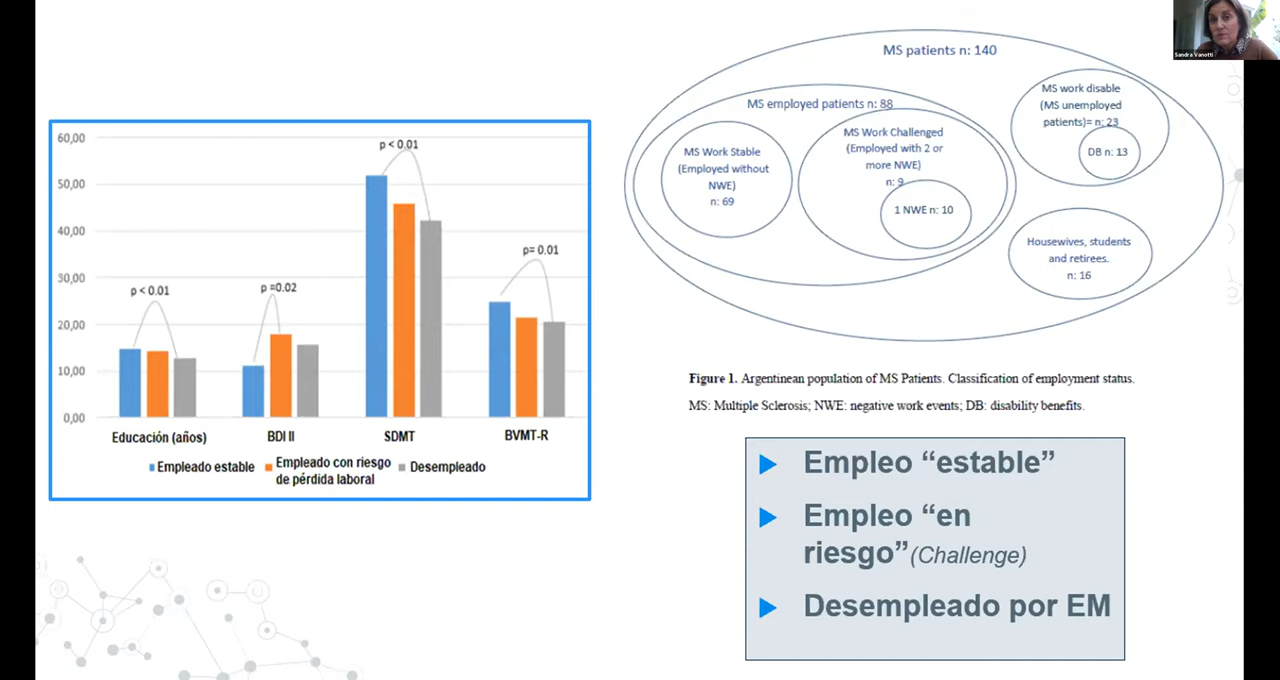 Sandra Vanotti
60,00
50,00
40,00
30,00
20,00
10,00
0,00
p < 0.01
p =0.02
p < 0.01
p= 0.01
Educación (años)
BDI II
SDMT
BVMT-R
Empleado estable
Empleado con riesgo
de pérdida laboral
Desempleado
MS patients n: 140
MS employed patients n: 88
MS Work Stable
(Employed without
NWE)
n: 69
MS Work Challenged
(Employed with 2 or
more NWE)
n: 9
1 NWE n: 10
MS work disable
(MS unemployed
patients)= n: 23
DB n: 13
Housewives, students
and retirees.
n: 16
Figure 1. Argentinean population of MS Patients. Classification of employment status.
MS: Multiple Sclerosis; NWE: negative work events; DB: disability benefits.
Empleo “estable”
Empleo “en
riesgo”(Challenge)
Desempleado por EM